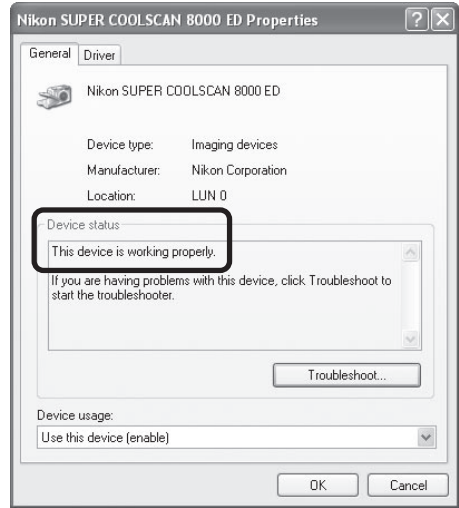 Nikon SUPER COOLSCAN 8000 ED Properties
General Driver
Nikon SUPER COOLSCAN 8000 ED
Device type: Imaging devices
Manufacturer: Nikon Corporation
Location: LUN 0
Device status
This device is working properly.
If you are having problems with this device, click Troubleshoot to
start the troubleshooter.
Troubleshoot...
Device usage:
Use this device (enable)
OK Cancel